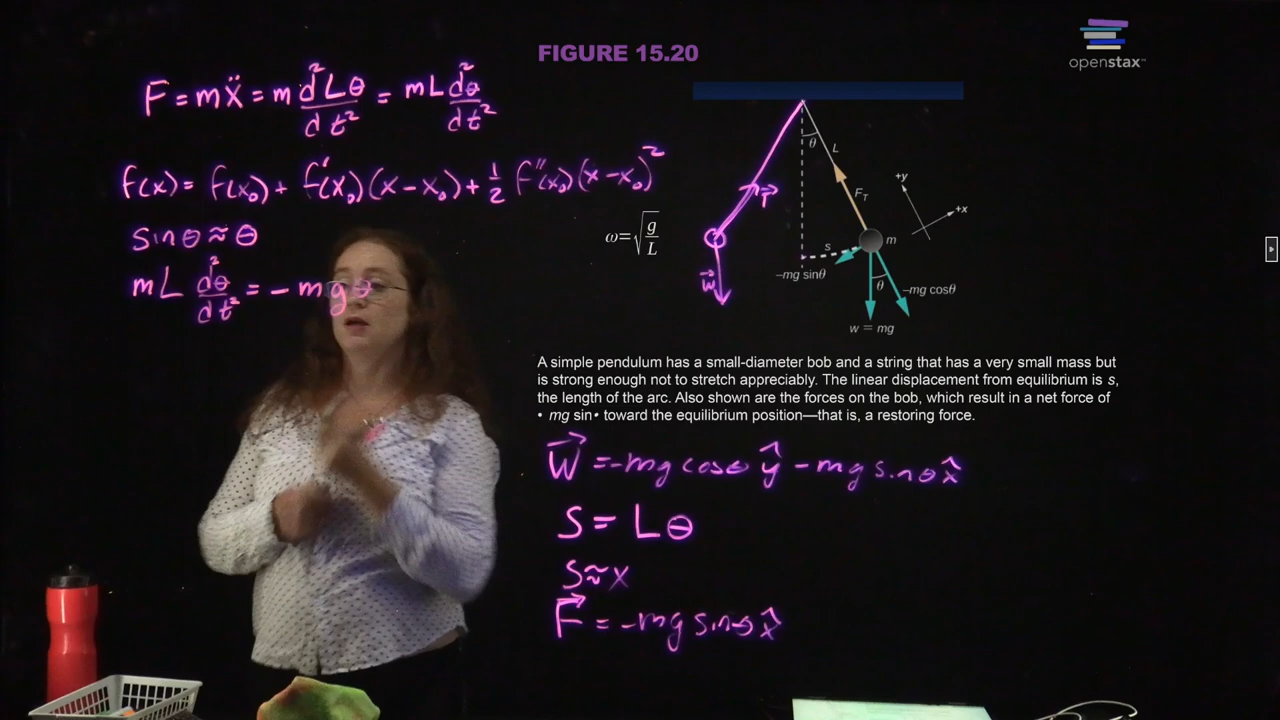 FIGURE 15.20
openstax™
F = mẍ = m d²Lθ/dt² = mL d²θ/dt²
f(x) = f(x₀) + f'(x₀)(x-x₀) + 1/2 f''(x₀)(x-x₀)²
sinθ ≈ θ
mL d²θ/dt² = -mgθ
ω=√g/L
θ
L
T⃗
F_T
+y
+x
s
m
w⃗
-mg sinθ
θ
-mg cosθ
w = mg
A simple pendulum has a small-diameter bob and a string that has a very small mass but
is strong enough not to stretch appreciably. The linear displacement from equilibrium is s,
the length of the arc. Also shown are the forces on the bob, which result in a net force of
• mg sin• toward the equilibrium position—that is, a restoring force.
W⃗ = -mg cosθ ŷ - mg sinθ x̂
S = Lθ
S ≈ x
F⃗ = -mg sinθ x̂